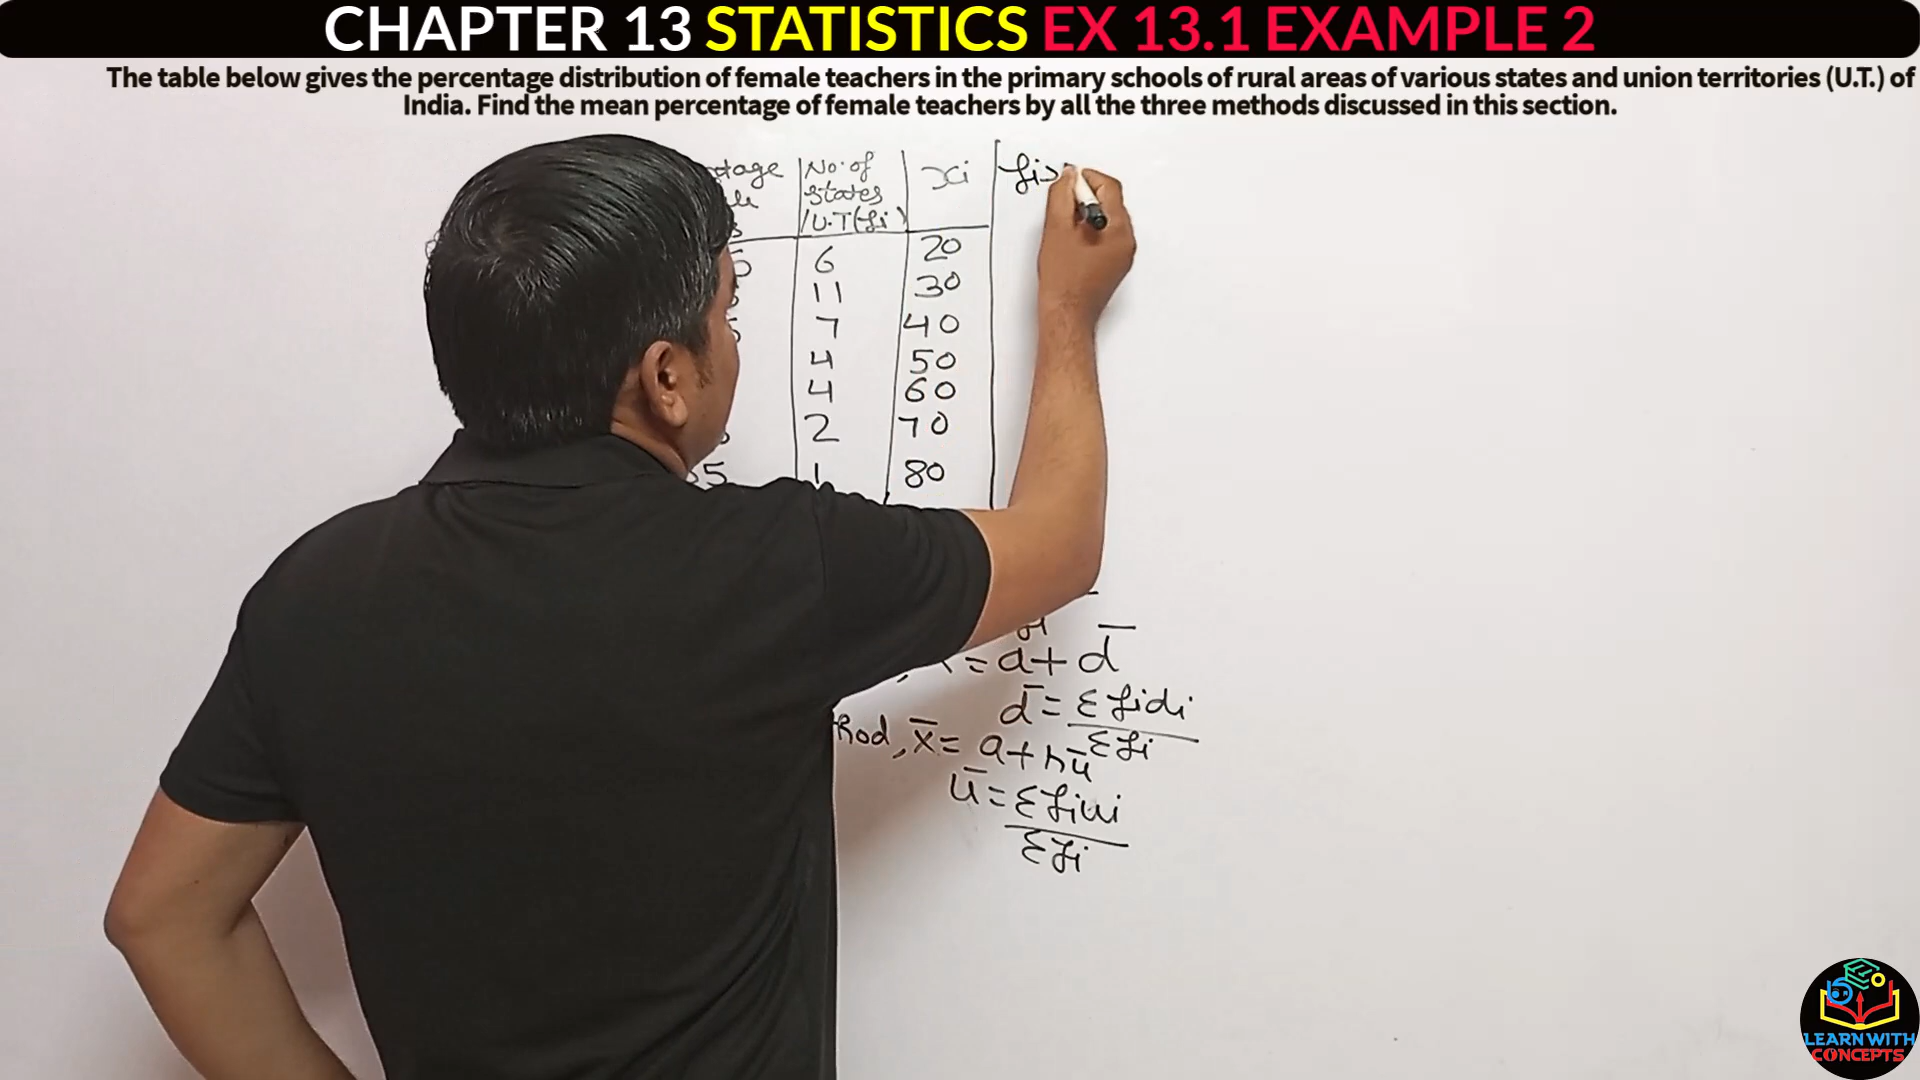 CHAPTER 13 STATISTICS EX 13.1 EXAMPLE 2
The table below gives the percentage distribution of female teachers in the primary schools of rural areas of various states and union territories (U.T.) of
India. Find the mean percentage of female teachers by all the three methods discussed in this section.
No. of xi
states
/U.T (fi)
6 20
11 30
7 40
4 50
4 60
2 70
1 80
= a + d̅
d̅ = Σfidi
Σfi
, x̅ = a + hu̅
u̅ = Σfiui
Σfi
LEARN WITH
CONCEPTS